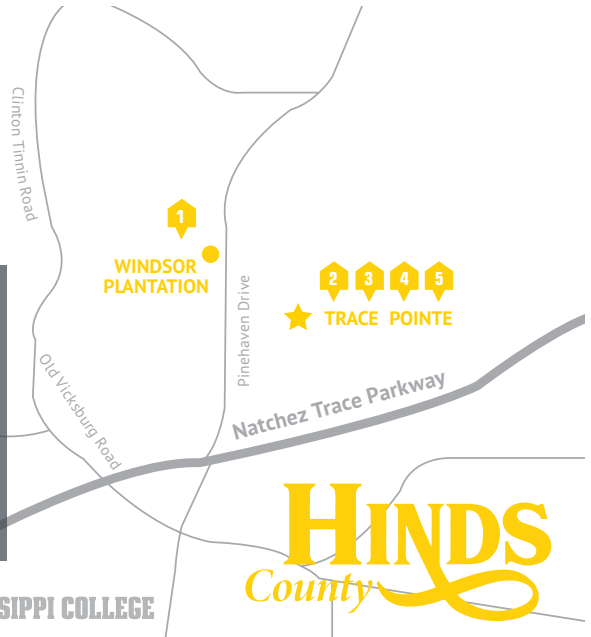 Clinton Tinnin Road
1
WINDSOR
PLANTATION
2 3 4 5
TRACE POINTE
Pinehaven Drive
Old Vicksburg Road
Natchez Trace Parkway
HINDS
County
SIPPI COLLEGE